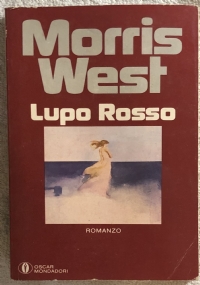 Morris
West
Lupo Rosso
ROMANZO
OSCAR
MONDADORI